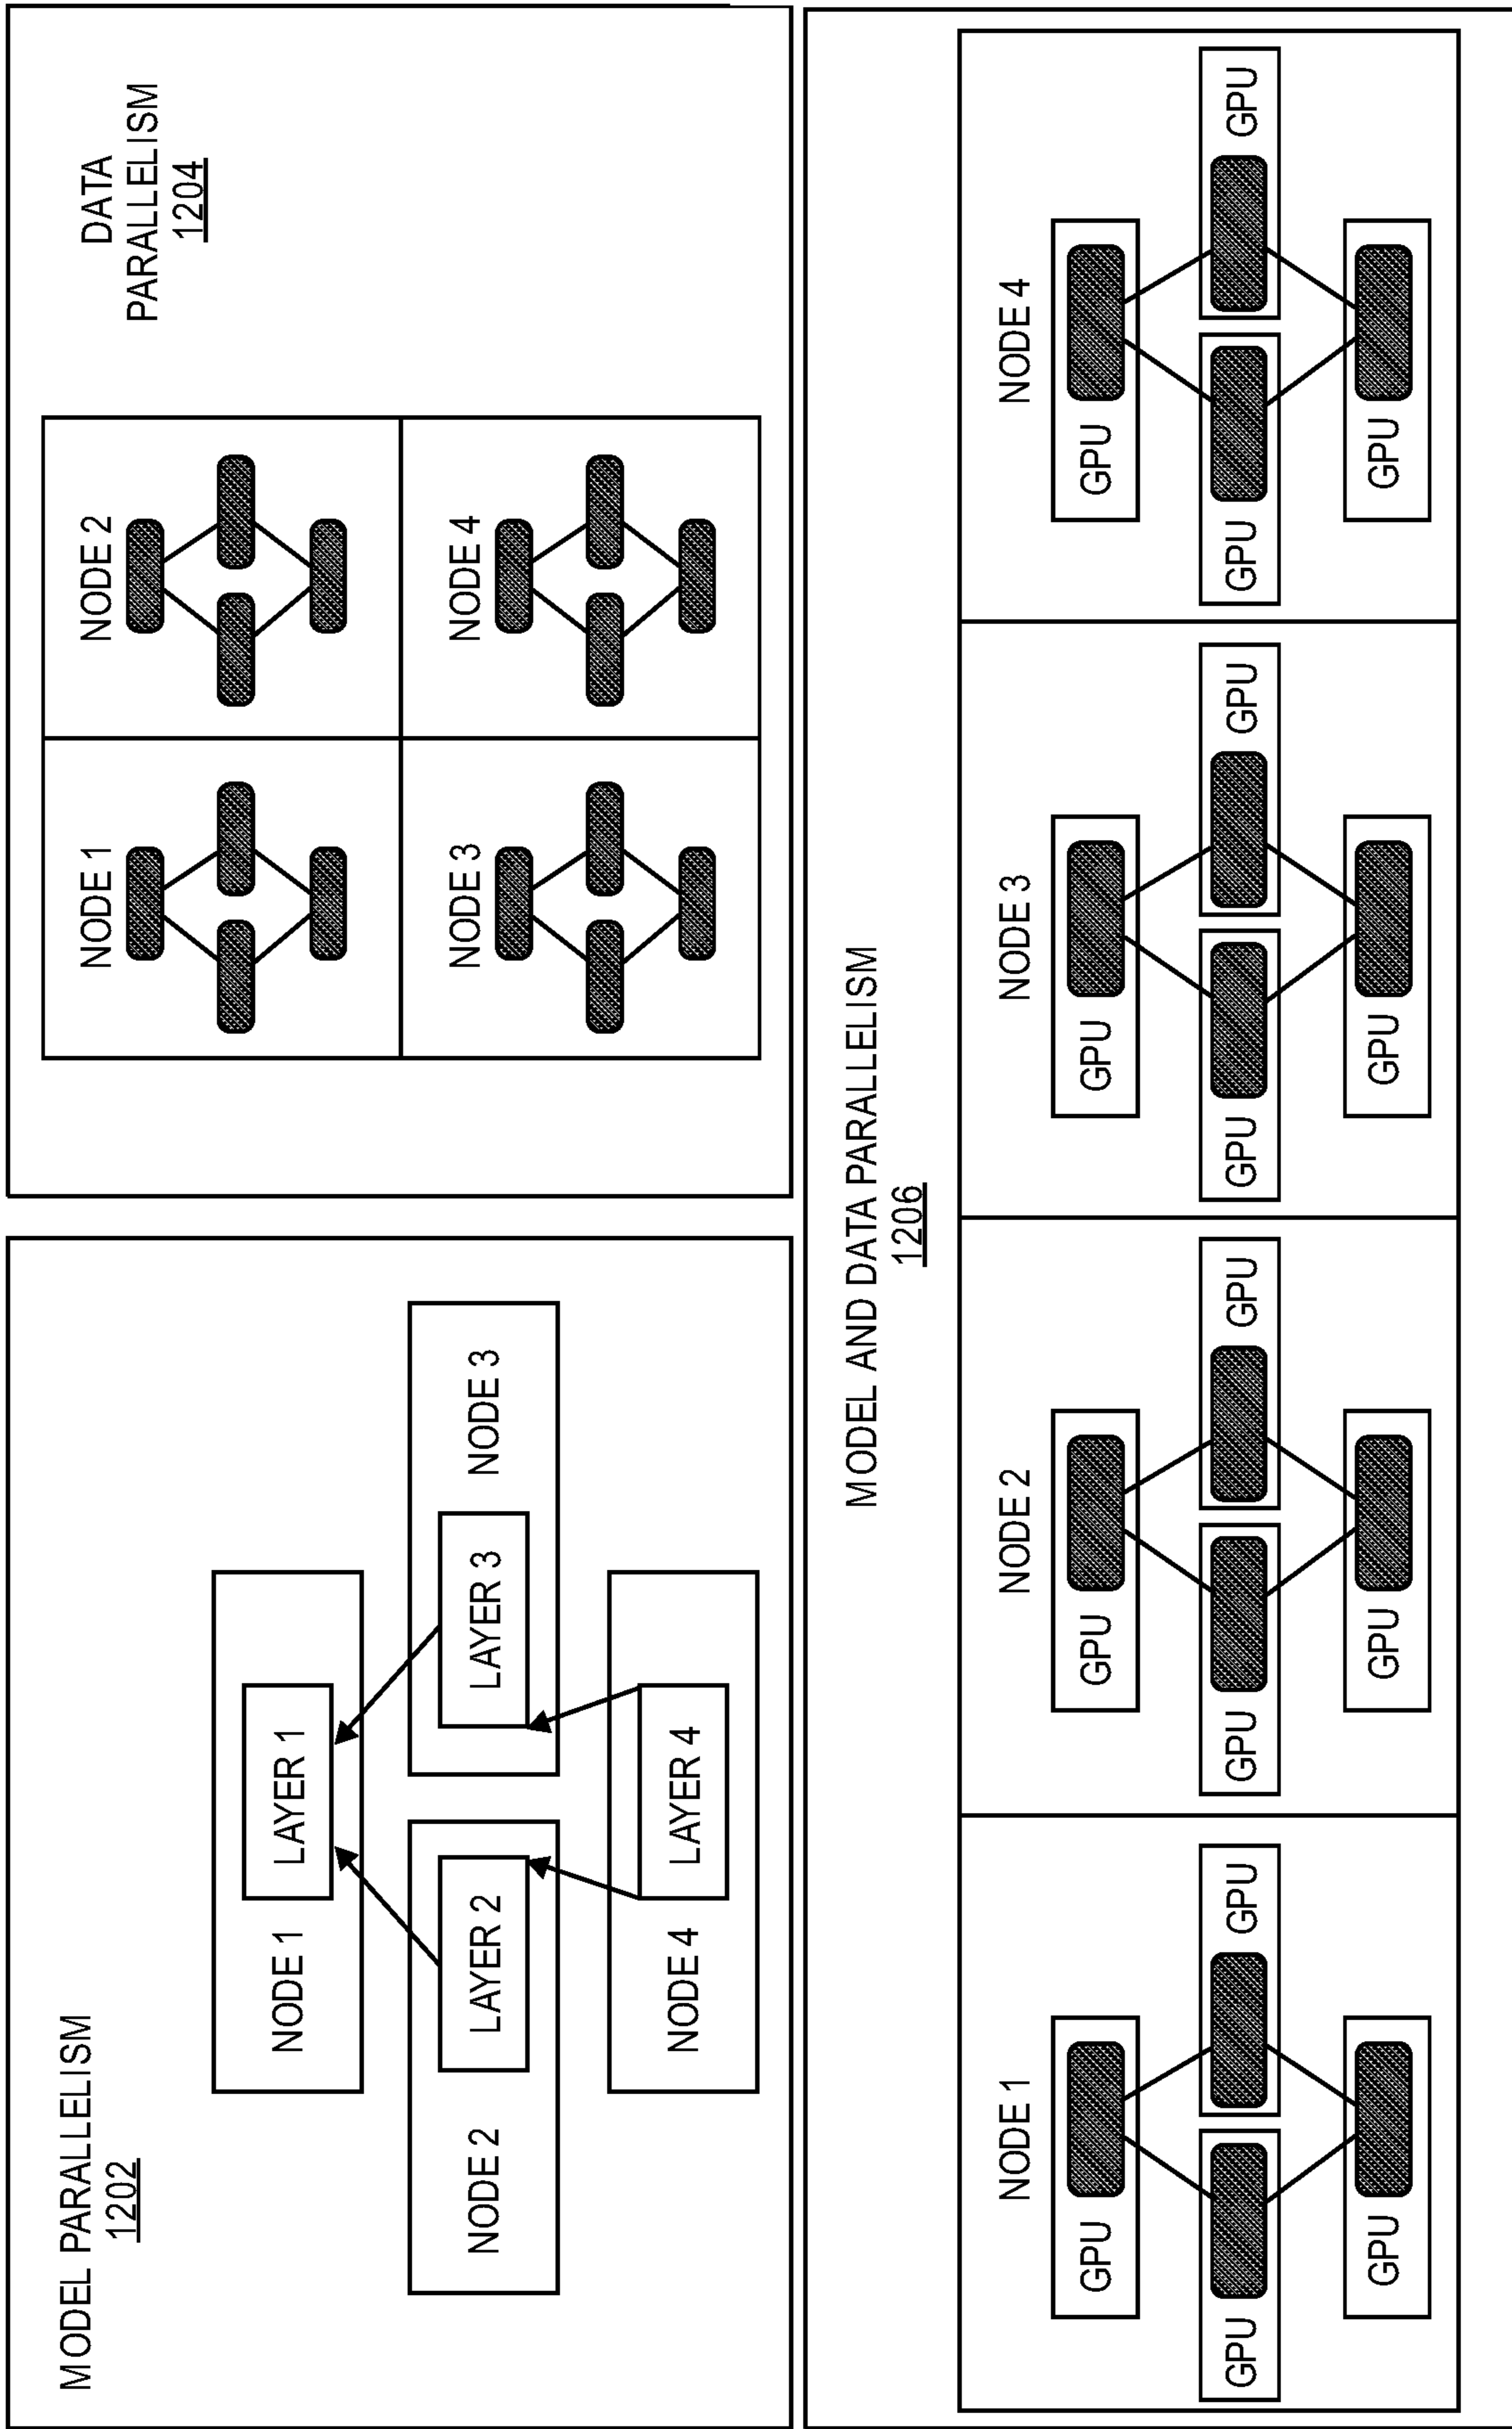 MODEL PARALLELISM
1202
NODE 1
LAYER 1
NODE 2
LAYER 2
LAYER 3
NODE 3
NODE 4
LAYER 4
DATA
PARALLELISM
1204
NODE 1
NODE 2
NODE 3
NODE 4
MODEL AND DATA PARALLELISM
1206
NODE 1
GPU
GPU
GPU
GPU
NODE 2
GPU
GPU
GPU
GPU
NODE 3
GPU
GPU
GPU
GPU
NODE 4
GPU
GPU
GPU
GPU